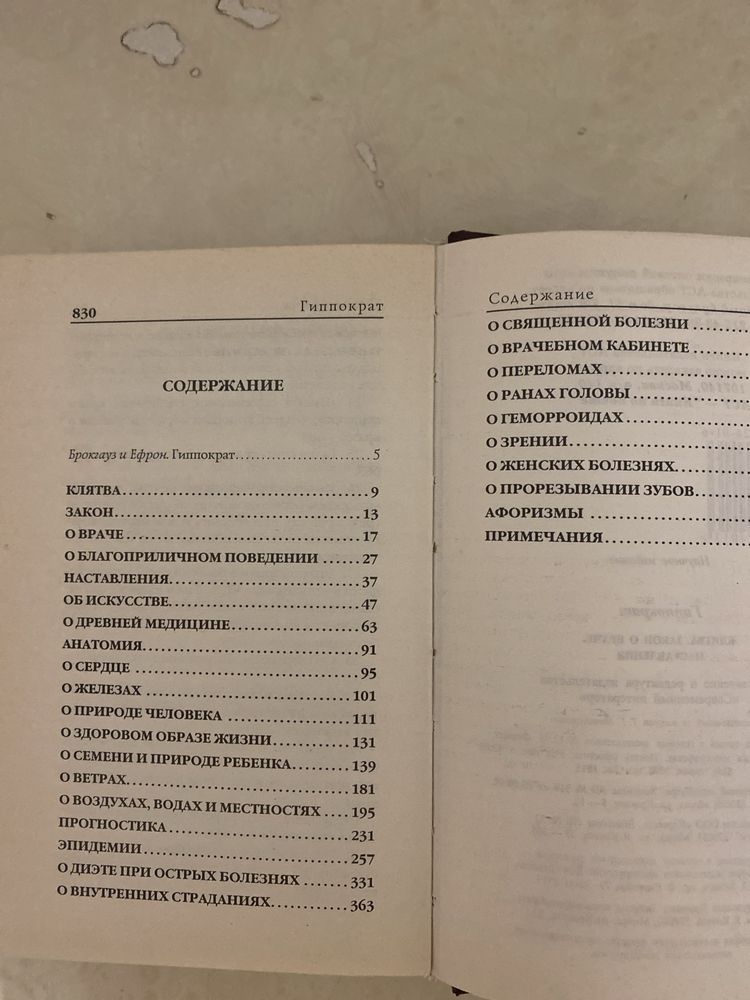 830
Гиппократ
СОДЕРЖАНИЕ
Брокгауз и Ефрон. Гиппократ..........................5
КЛЯТВА..........................................9
ЗАКОН..........................................13
О ВРАЧЕ.........................................17
О БЛАГОПРИЛИЧНОМ ПОВЕДЕНИИ ......27
НАСТАВЛЕНИЯ.................................37
ОБ ИСКУССТВЕ.................................47
О ДРЕВНЕЙ МЕДИЦИНЕ.....................63
АНАТОМИЯ.....................................91
О СЕРДЦЕ .......................................95
О ЖЕЛЕЗАХ ...................................101
О ПРИРОДЕ ЧЕЛОВЕКА .....................111
О ЗДОРОВОМ ОБРАЗЕ ЖИЗНИ.............131
О СЕМЕНИ И ПРИРОДЕ РЕБЕНКА.........139
О ВЕТРАХ.......................................181
О ВОЗДУХАХ, ВОДАХ И МЕСТНОСТЯХ ....195
ПРОГНОСТИКА................................231
ЭПИДЕМИИ....................................257
О ДИЭТЕ ПРИ ОСТРЫХ БОЛЕЗНЯХ .......331
О ВНУТРЕННИХ СТРАДАНИЯХ.............363
Содержание
О СВЯЩЕННОЙ БОЛЕЗНИ .......
О ВРАЧЕБНОМ КАБИНЕТЕ .......
О ПЕРЕЛОМАХ....................
О РАНАХ ГОЛОВЫ ................
О ГЕМОРРОИДАХ.................
О ЗРЕНИИ.........................
О ЖЕНСКИХ БОЛЕЗНЯХ..........
О ПРОРЕЗЫВАНИИ ЗУБОВ.......
АФОРИЗМЫ .....................
ПРИМЕЧАНИЯ....................